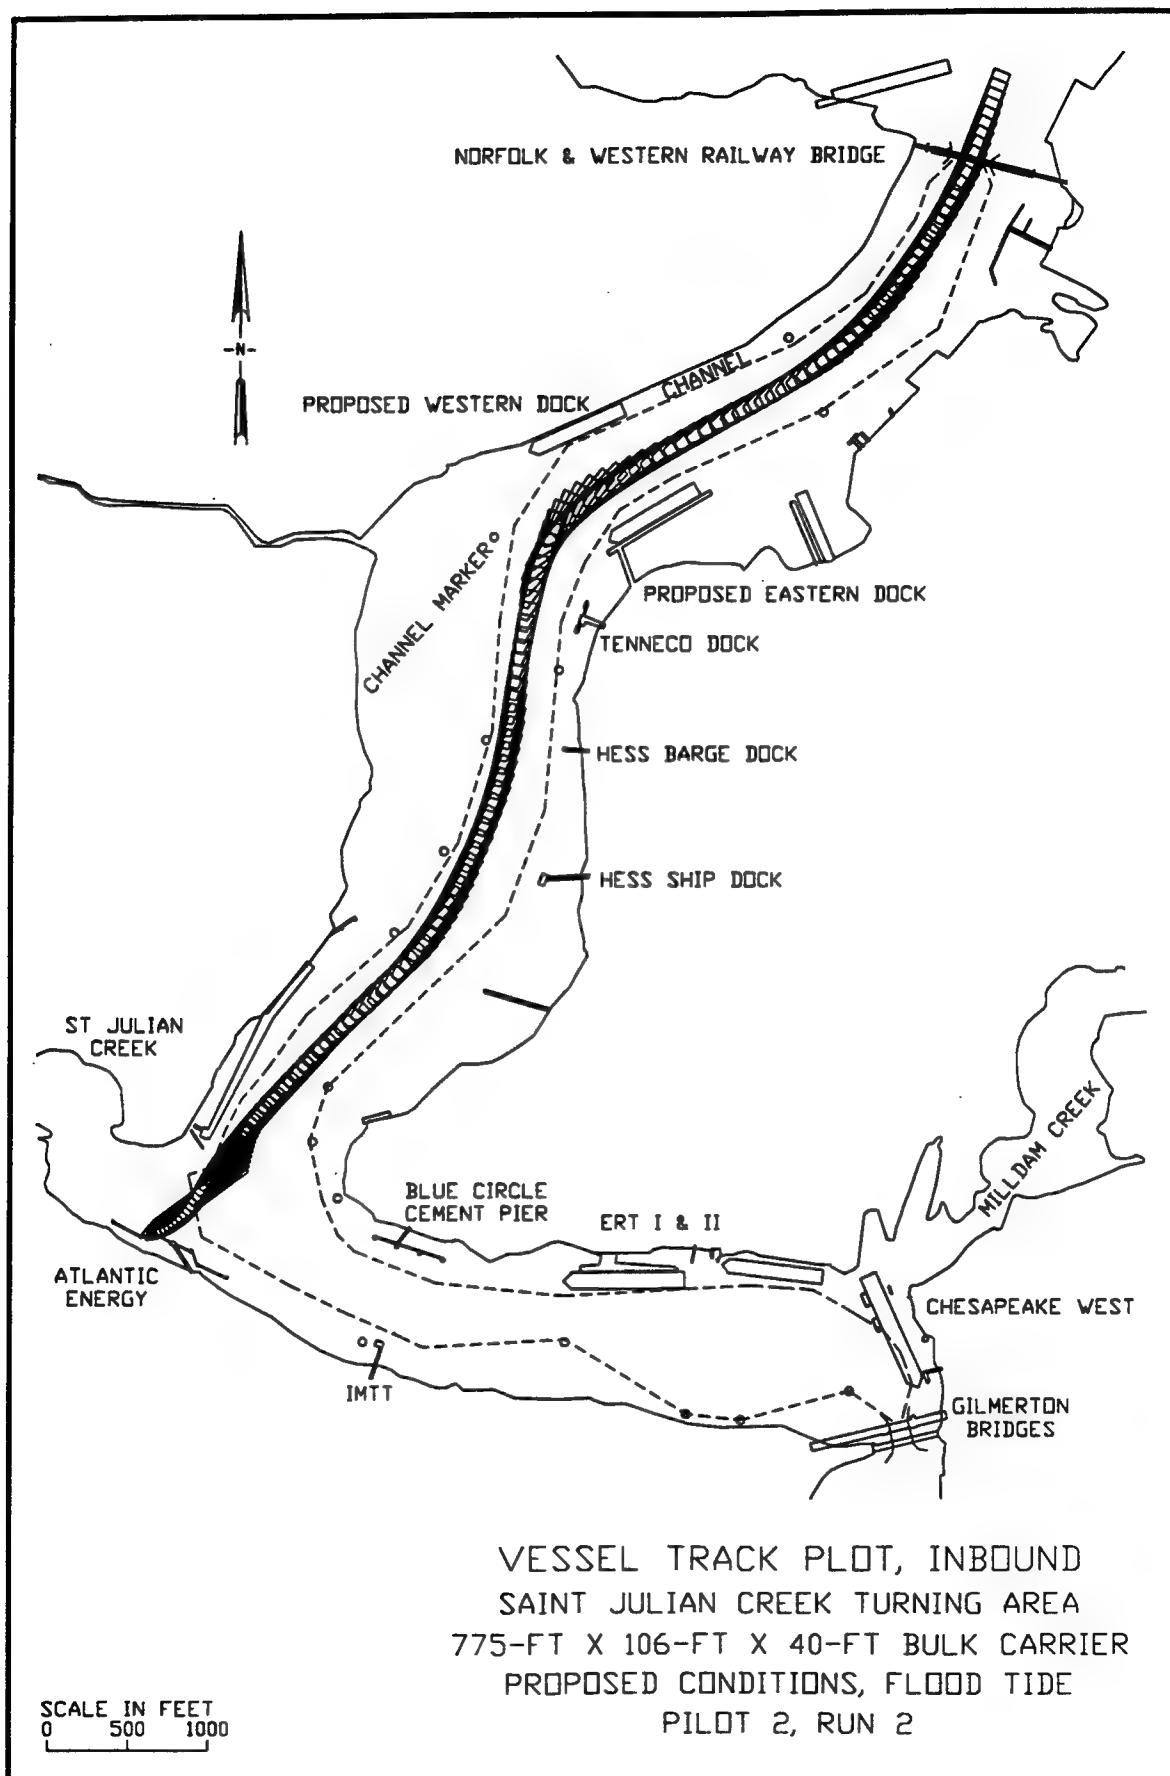 NORFOLK & WESTERN RAILWAY BRIDGE
-N-
CHANNEL
PROPOSED WESTERN DOCK
CHANNEL MARKER
PROPOSED EASTERN DOCK
TENNECO DOCK
HESS BARGE DOCK
HESS SHIP DOCK
ST JULIAN
CREEK
MILLDAM CREEK
BLUE CIRCLE
CEMENT PIER
ERT I & II
ATLANTIC
ENERGY
CHESAPEAKE WEST
IMTT
GILMERTON
BRIDGES
VESSEL TRACK PLOT, INBOUND
SAINT JULIAN CREEK TURNING AREA
775-FT X 106-FT X 40-FT BULK CARRIER
PROPOSED CONDITIONS, FLOOD TIDE
PILOT 2, RUN 2
SCALE IN FEET
0 500 1000